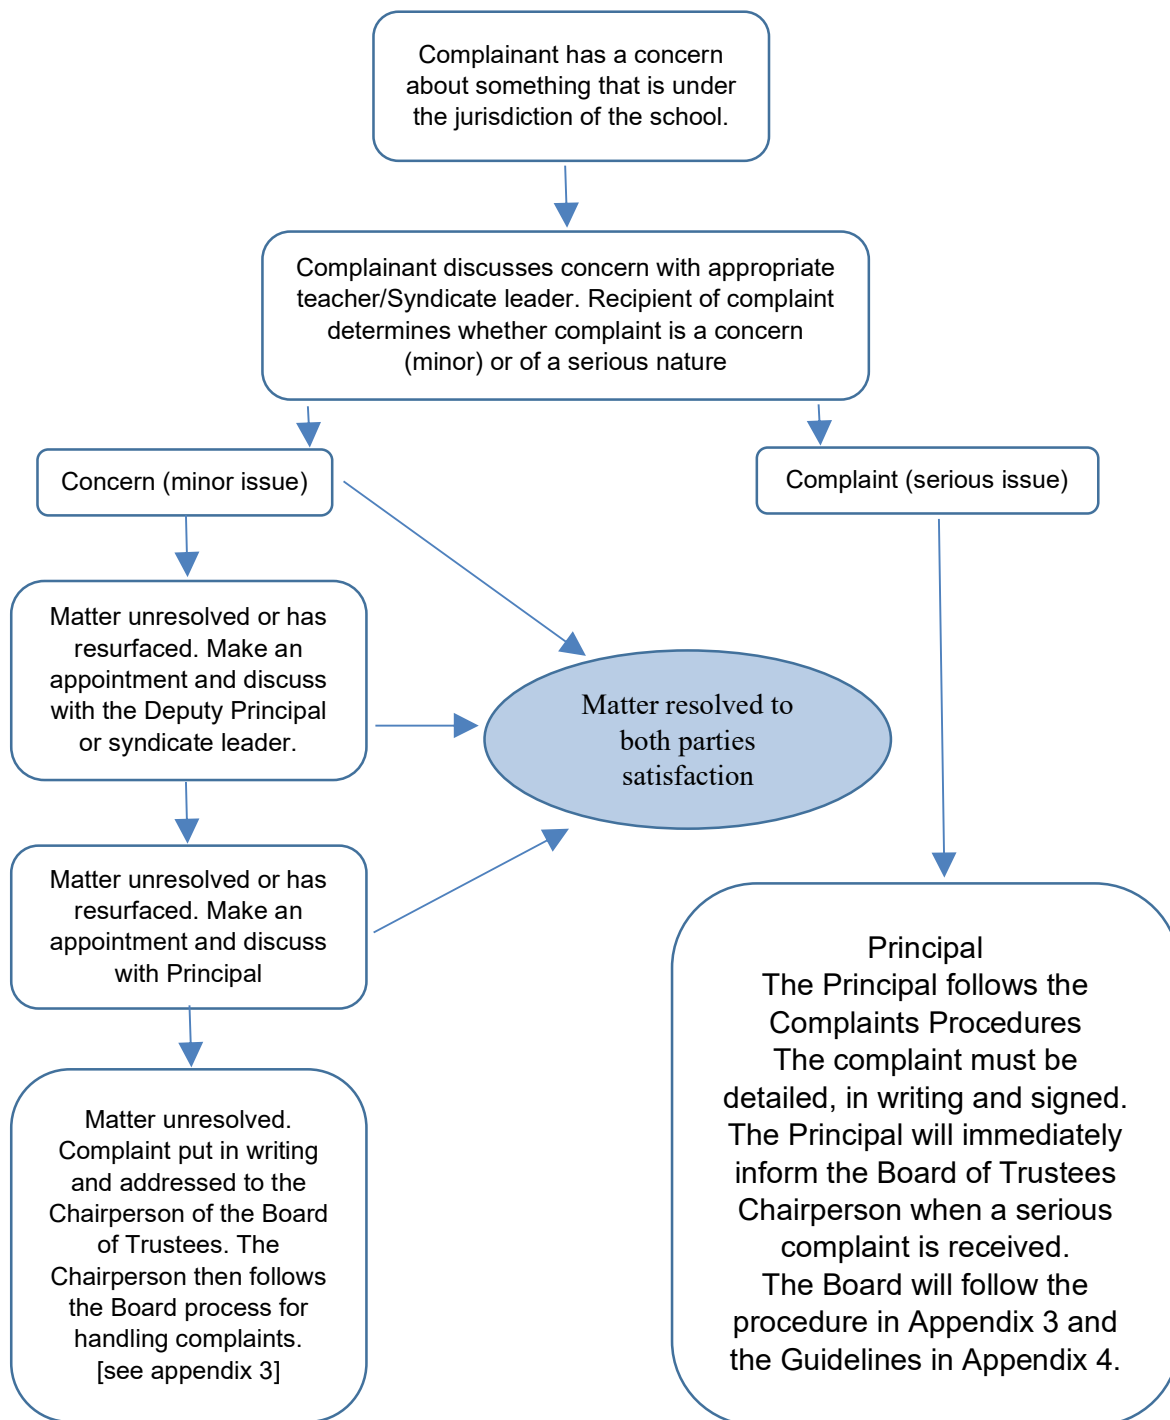 Complainant has a concern
about something that is under
the jurisdiction of the school.
Complainant discusses concern with appropriate
teacher/Syndicate leader. Recipient of complaint
determines whether complaint is a concern
(minor) or of a serious nature
Concern (minor issue)
Complaint (serious issue)
Matter unresolved or has
resurfaced. Make an
appointment and discuss
with the Deputy Principal
or syndicate leader.
Matter resolved to
both parties
satisfaction
Matter unresolved or has
resurfaced. Make an
appointment and discuss
with Principal
Matter unresolved.
Complaint put in writing
and addressed to the
Chairperson of the Board
of Trustees. The
Chairperson then follows
the Board process for
handling complaints.
[see appendix 3]
Principal
The Principal follows the
Complaints Procedures
The complaint must be
detailed, in writing and signed.
The Principal will immediately
inform the Board of Trustees
Chairperson when a serious
complaint is received.
The Board will follow the
procedure in Appendix 3 and
the Guidelines in Appendix 4.